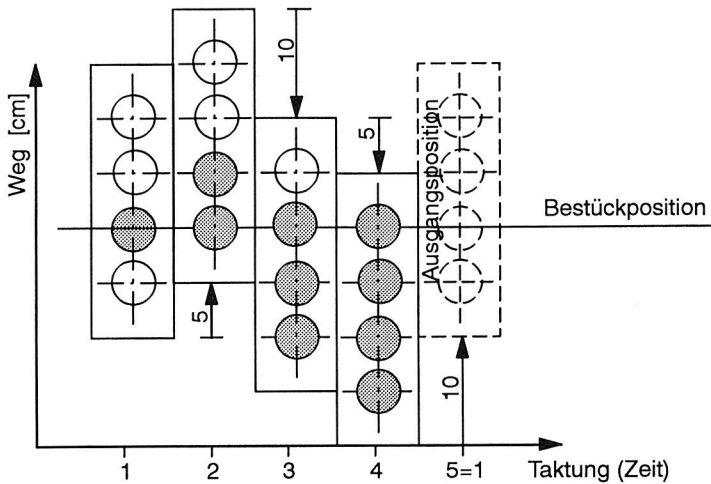 Weg [cm]
10
5
5
10
Ausgangsposition
Bestückposition
1
2
3
4
5=1
Taktung (Zeit)